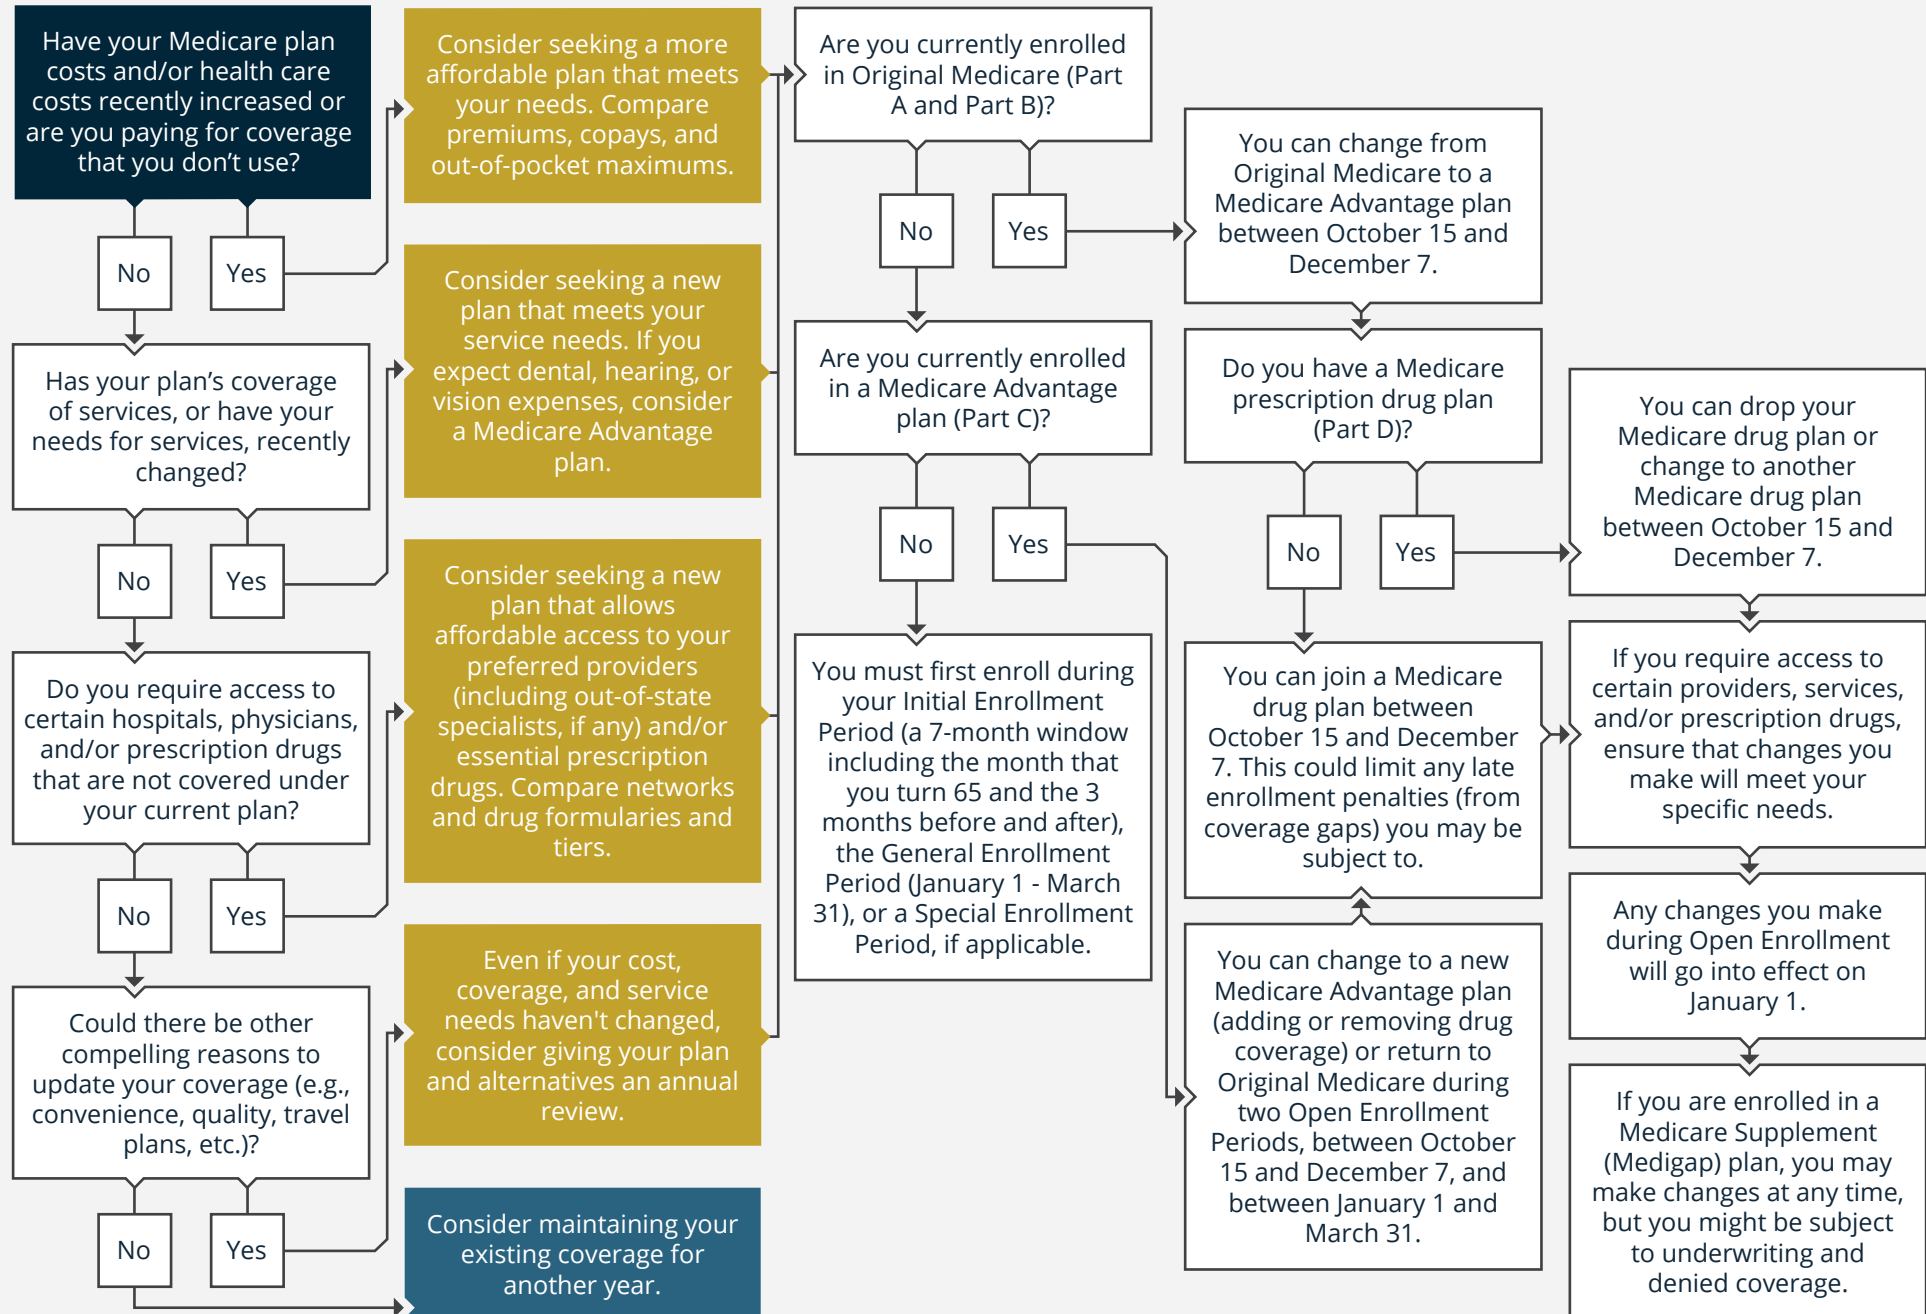 Have your Medicare plan
costs and/or health care
costs recently increased or
are you paying for coverage
that you don’t use?
No
Yes
Has your plan’s coverage
of services, or have your
needs for services, recently
changed?
No
Yes
Do you require access to
certain hospitals, physicians,
and/or prescription drugs
that are not covered under
your current plan?
No
Yes
Could there be other
compelling reasons to
update your coverage (e.g.,
convenience, quality, travel
plans, etc.)?
No
Yes
Consider seeking a more
affordable plan that meets
your needs. Compare
premiums, copays, and
out-of-pocket maximums.
Consider seeking a new
plan that meets your
service needs. If you
expect dental, hearing, or
vision expenses, consider
a Medicare Advantage
plan.
Consider seeking a new
plan that allows
affordable access to your
preferred providers
(including out-of-state
specialists, if any) and/or
essential prescription
drugs. Compare networks
and drug formularies and
tiers.
Even if your cost,
coverage, and service
needs haven't changed,
consider giving your plan
and alternatives an annual
review.
Consider maintaining your
existing coverage for
another year.
Are you currently enrolled
in Original Medicare (Part
A and Part B)?
No
Yes
Are you currently enrolled
in a Medicare Advantage
plan (Part C)?
No
Yes
You must first enroll during
your Initial Enrollment
Period (a 7-month window
including the month that
you turn 65 and the 3
months before and after),
the General Enrollment
Period (January 1 - March
31), or a Special Enrollment
Period, if applicable.
You can change from
Original Medicare to a
Medicare Advantage plan
between October 15 and
December 7.
Do you have a Medicare
prescription drug plan
(Part D)?
No
Yes
You can join a Medicare
drug plan between
October 15 and December
7. This could limit any late
enrollment penalties (from
coverage gaps) you may be
subject to.
You can change to a new
Medicare Advantage plan
(adding or removing drug
coverage) or return to
Original Medicare during
two Open Enrollment
Periods, between October
15 and December 7, and
between January 1 and
March 31.
You can drop your
Medicare drug plan or
change to another
Medicare drug plan
between October 15 and
December 7.
If you require access to
certain providers, services,
and/or prescription drugs,
ensure that changes you
make will meet your
specific needs.
Any changes you make
during Open Enrollment
will go into effect on
January 1.
If you are enrolled in a
Medicare Supplement
(Medigap) plan, you may
make changes at any time,
but you might be subject
to underwriting and
denied coverage.